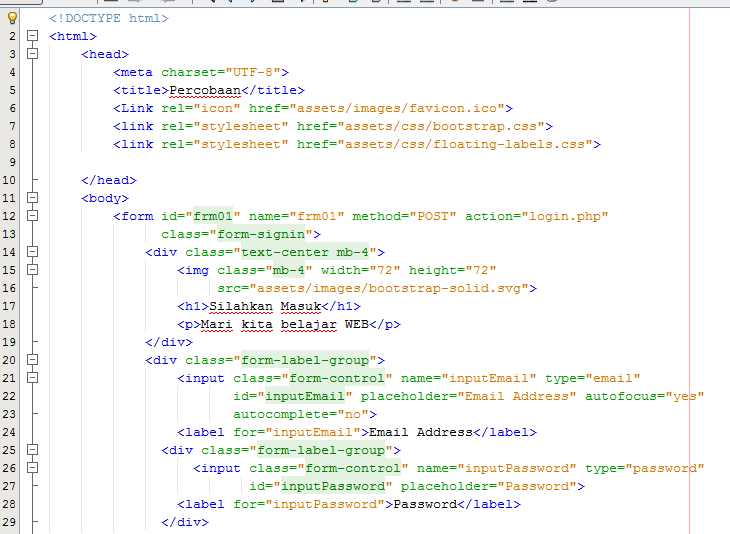 <!DOCTYPE html>
2 <html>
3 <head>
4 <meta charset="UTF-8">
5 <title>Percobaan</title>
6 <Link rel="icon" href="assets/images/favicon.ico">
7 <link rel="stylesheet" href="assets/css/bootstrap.css">
8 <link rel="stylesheet" href="assets/css/floating-labels.css">
9
10 </head>
11 <body>
12 <form id="frm01" name="frm01" method="POST" action="login.php"
13 class="form-signin">
14 <div class="text-center mb-4">
15 <img class="mb-4" width="72" height="72"
16 src="assets/images/bootstrap-solid.svg">
17 <h1>Silahkan Masuk</h1>
18 <p>Mari kita belajar WEB</p>
19 </div>
20 <div class="form-label-group">
21 <input class="form-control" name="inputEmail" type="email"
22 id="inputEmail" placeholder="Email Address" autofocus="yes"
23 autocomplete="no">
24 <label for="inputEmail">Email Address</label>
25 <div class="form-label-group">
26 <input class="form-control" name="inputPassword" type="password"
27 id="inputPassword" placeholder="Password">
28 <label for="inputPassword">Password</label>
29 </div>